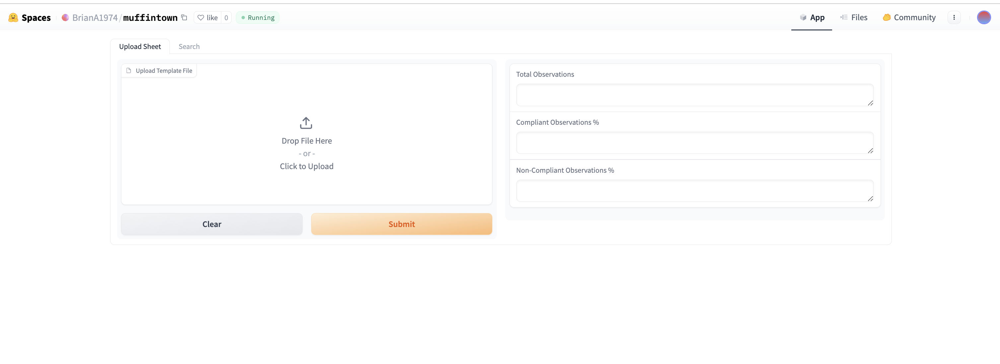 Spaces BrianA1974/muffintown like 0 Running App Files Community
Upload Sheet Search
Upload Template File
Drop File Here
- or -
Click to Upload
Clear Submit
Total Observations
Compliant Observations %
Non-Compliant Observations %